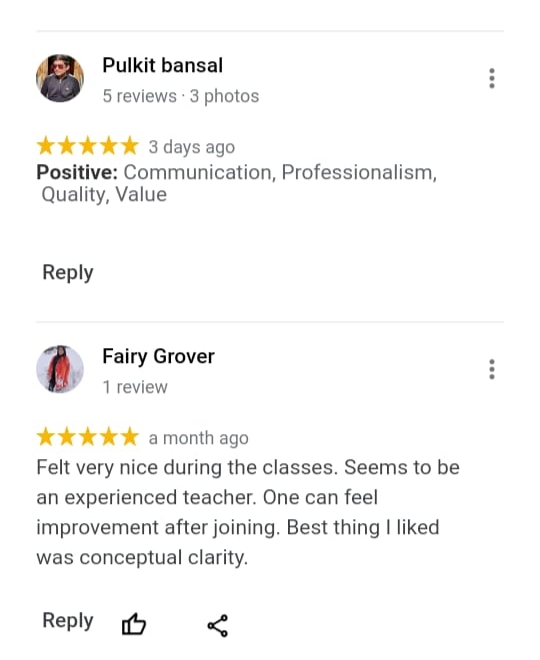 Pulkit bansal
5 reviews · 3 photos
3 days ago
Positive: Communication, Professionalism,
Quality, Value
Reply
Fairy Grover
1 review
a month ago
Felt very nice during the classes. Seems to be
an experienced teacher. One can feel
improvement after joining. Best thing I liked
was conceptual clarity.
Reply